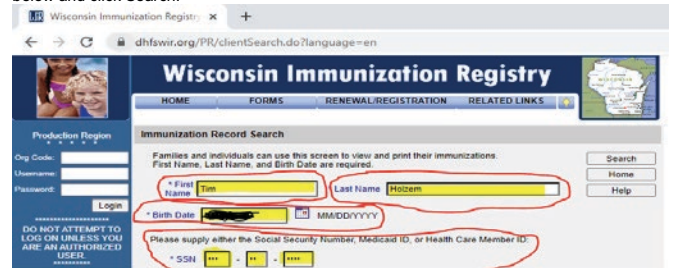 below and click Search.
Wisconsin Immunization Registry
dhfswir.org/PR/clientSearch.do?language=en
Wisconsin Immunization Registry
HOME FORMS RENEWAL/REGISTRATION RELATED LINKS
Production Region
Org Code:
Username:
Password:
Login
DO NOT ATTEMPT TO
LOG ON UNLESS YOU
ARE AN AUTHORIZED
USER.
Immunization Record Search
Families and individuals can use this screen to view and print their immunizations.
First Name, Last Name, and Birth Date are required.
Search
Home
Help
* First Name Tim Last Name Holzem
* Birth Date MM/DD/YYYY
Please supply either the Social Security Number, Medicaid ID, or Health Care Member ID:
* SSN ••• - •• - ••••